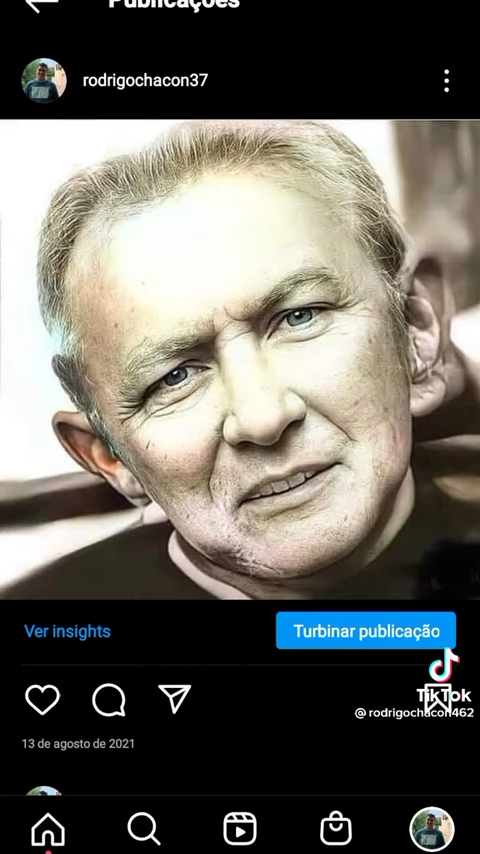 Publicações
rodrigochacon37
Ver insights
Turbinar publicação
TikTok
@ rodrigochacon462
13 de agosto de 2021